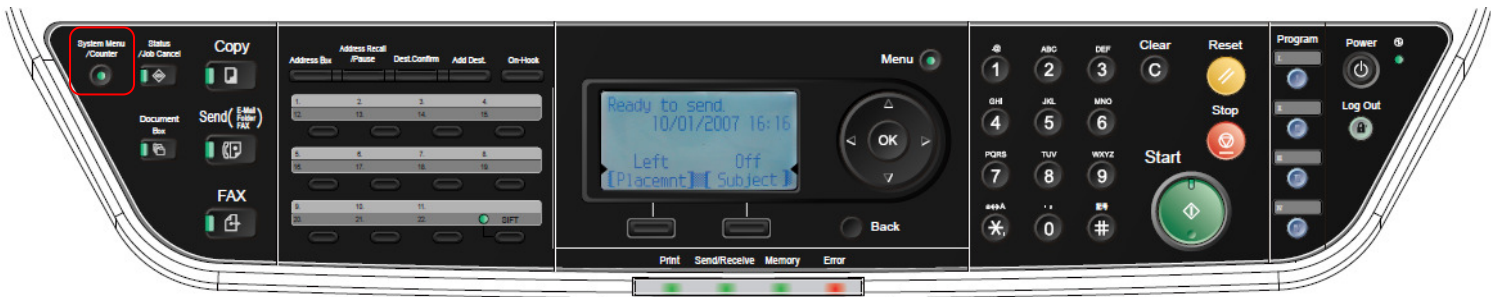 System Menu
/Counter
Status
/Job Cancel
Copy
Document
Box
Send( E-Mail Folder FAX )
FAX
Address Box
Address Recall
/Pause
Dest.Confirm
Add Dest.
On-Hook
1. 2. 3. 4.
12. 13. 14. 15.
5. 6. 7. 8.
16. 17. 18. 19.
9. 10. 11.
20. 21. 22.
Ready to send.
10/01/2007 16:16
Left Off
[Placemnt] [ Subject ]
Menu
OK
Back
Print Send/Receive Memory Error
ABC DEF
1 2 3
GHI JKL MNO
4 5 6
PQRS TUV WXYZ
7 8 9
0 #
Clear
C
Reset
Stop
Start
Program
Power
Log Out